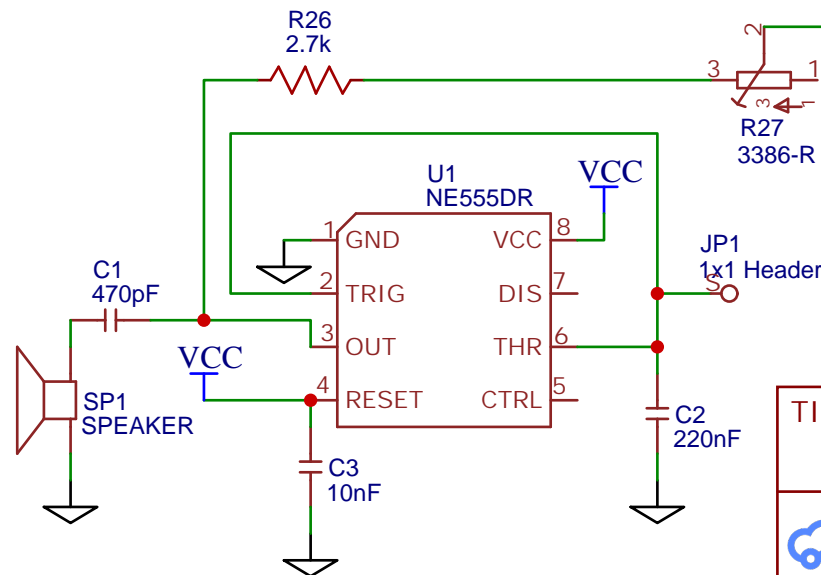 R26
2.7k
2
3
1
3
1
R27
3386-R
U1
NE555DR
VCC
1
GND
VCC
8
JP1
1x1 Header
S
C1
470pF
2
TRIG
DIS
7
3
OUT
THR
6
VCC
4
RESET
CTRL
5
SP1
SPEAKER
C2
220nF
TI
C3
10nF